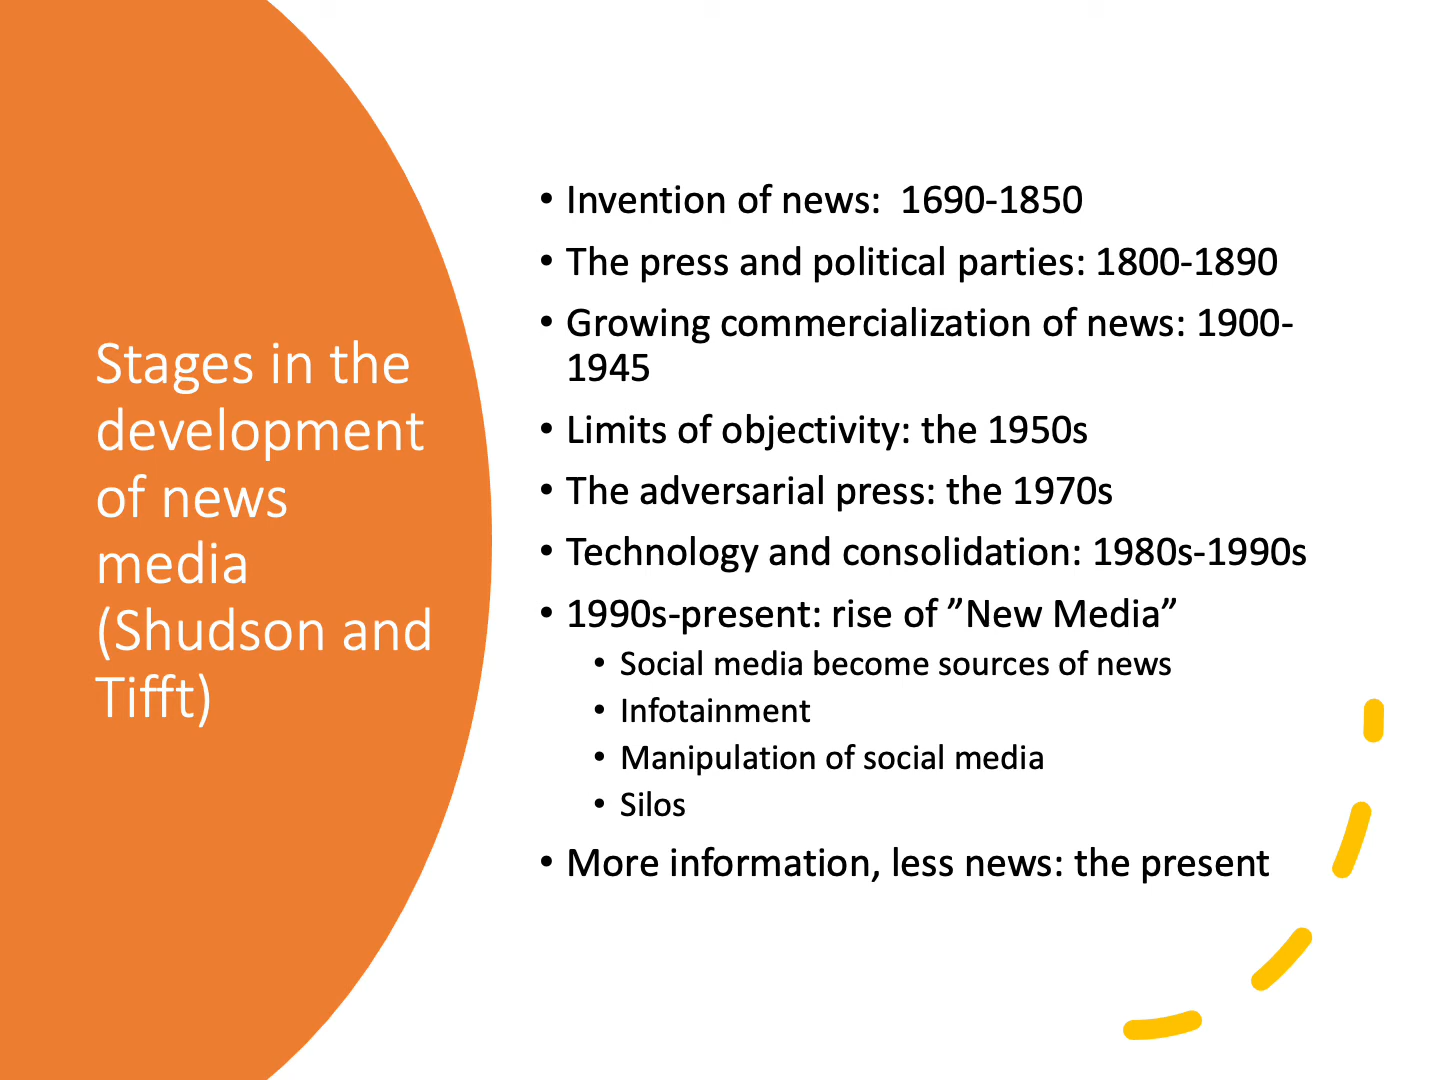 Stages in the
development
of news
media
(Shudson and
Tifft)
• Invention of news:  1690-1850
• The press and political parties: 1800-1890
• Growing commercialization of news: 1900-
1945
• Limits of objectivity: the 1950s
• The adversarial press: the 1970s
• Technology and consolidation: 1980s-1990s
• 1990s-present: rise of ”New Media”
• Social media become sources of news
• Infotainment
• Manipulation of social media
• Silos
• More information, less news: the present